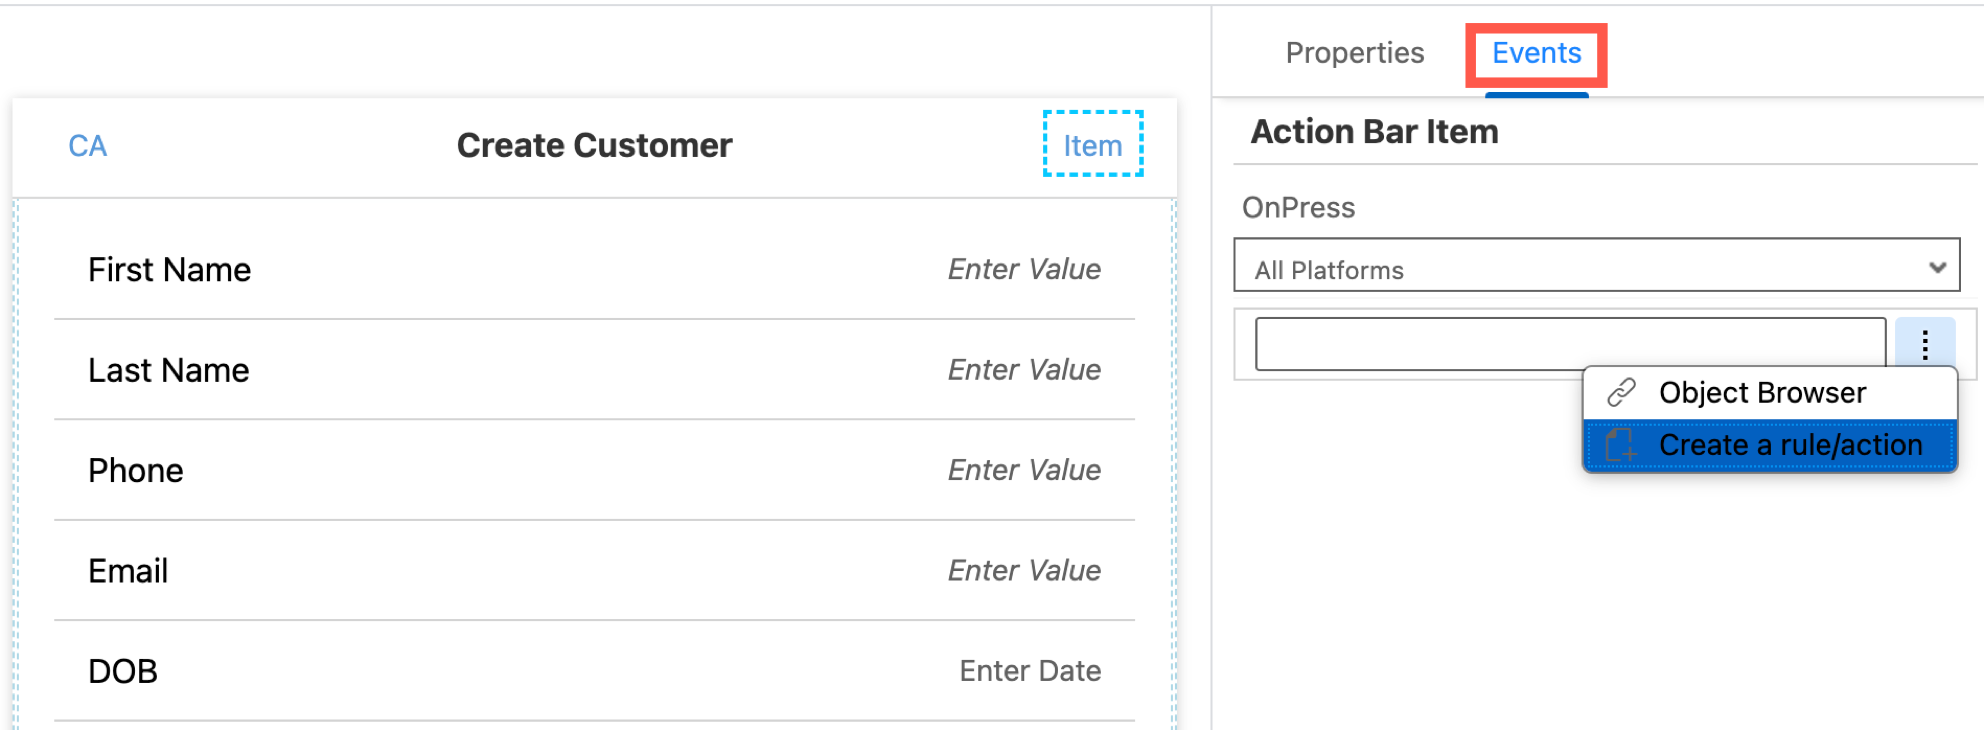 CA
Create Customer
Item
First Name
Enter Value
Last Name
Enter Value
Phone
Enter Value
Email
Enter Value
DOB
Enter Date
Properties
Events
Action Bar Item
OnPress
All Platforms
Object Browser
Create a rule/action